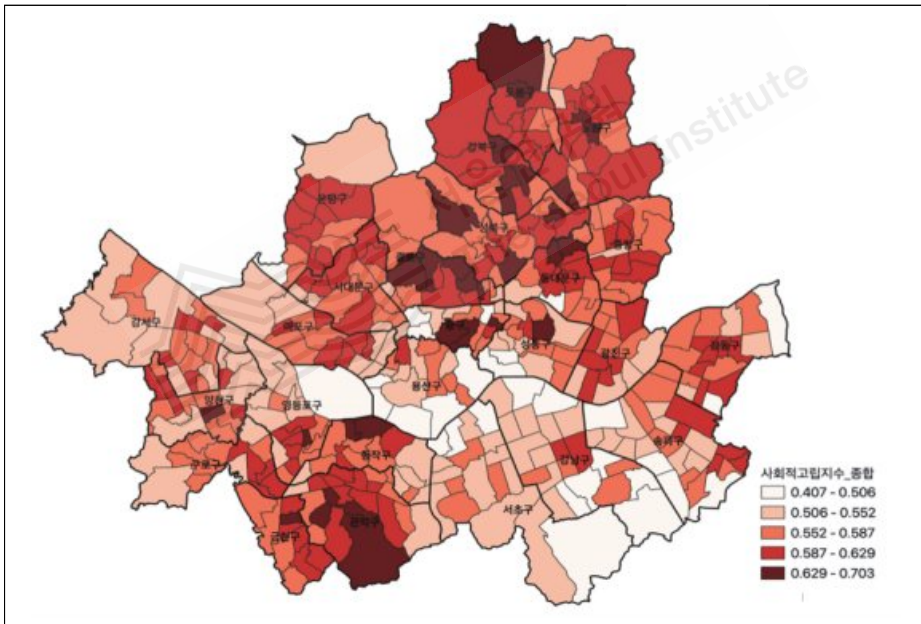 도봉구
노원구
강북구
은평구
성북구
종로구
중랑구
동대문구
서대문구
강서구
마포구
중구
성동구
광진구
강동구
양천구
영등포구
용산구
구로구
동작구
송파구
강남구
서초구
금천구
관악구
Seoul Institute
사회적고립지수_종합
0.407 - 0.506
0.506 - 0.552
0.552 - 0.587
0.587 - 0.629
0.629 - 0.703